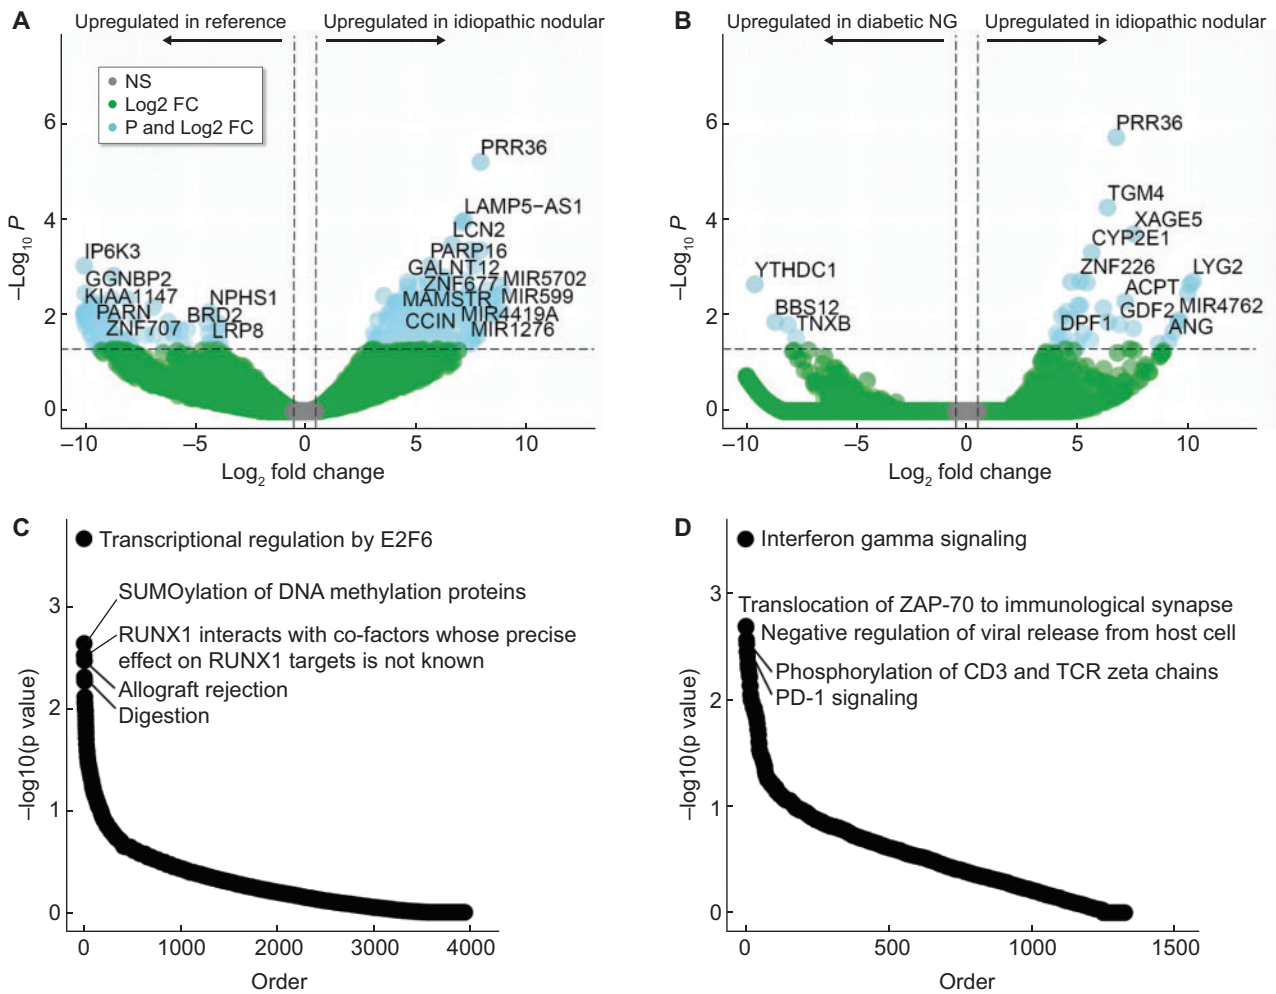 A
Upregulated in reference
Upregulated in idiopathic nodular
NS
Log2 FC
P and Log2 FC
PRR36
LAMP5−AS1
LCN2
PARP16
GALNT12
ZNF677
MIR5702
MAMSTR
MIR599
MIR4419A
CCIN
MIR1276
IP6K3
GGNBP2
KIAA1147
PARN
ZNF707
NPHS1
BRD2
LRP8
6
4
2
0
–Log10 P
–10
–5
0
5
10
Log2 fold change
B
Upregulated in diabetic NG
Upregulated in idiopathic nodular
PRR36
TGM4
XAGE5
CYP2E1
ZNF226
LYG2
ACPT
GDF2
MIR4762
DPF1
ANG
YTHDC1
BBS12
TNXB
6
4
2
0
–Log10 P
–10
–5
0
5
10
Log2 fold change
C
Transcriptional regulation by E2F6
SUMOylation of DNA methylation proteins
RUNX1 interacts with co-factors whose precise
effect on RUNX1 targets is not known
Allograft rejection
Digestion
3
2
1
0
–log10(p value)
0
1000
2000
3000
4000
Order
D
Interferon gamma signaling
Translocation of ZAP-70 to immunological synapse
Negative regulation of viral release from host cell
Phosphorylation of CD3 and TCR zeta chains
PD-1 signaling
3
2
1
0
–log10(p value)
0
500
1000
1500
Order